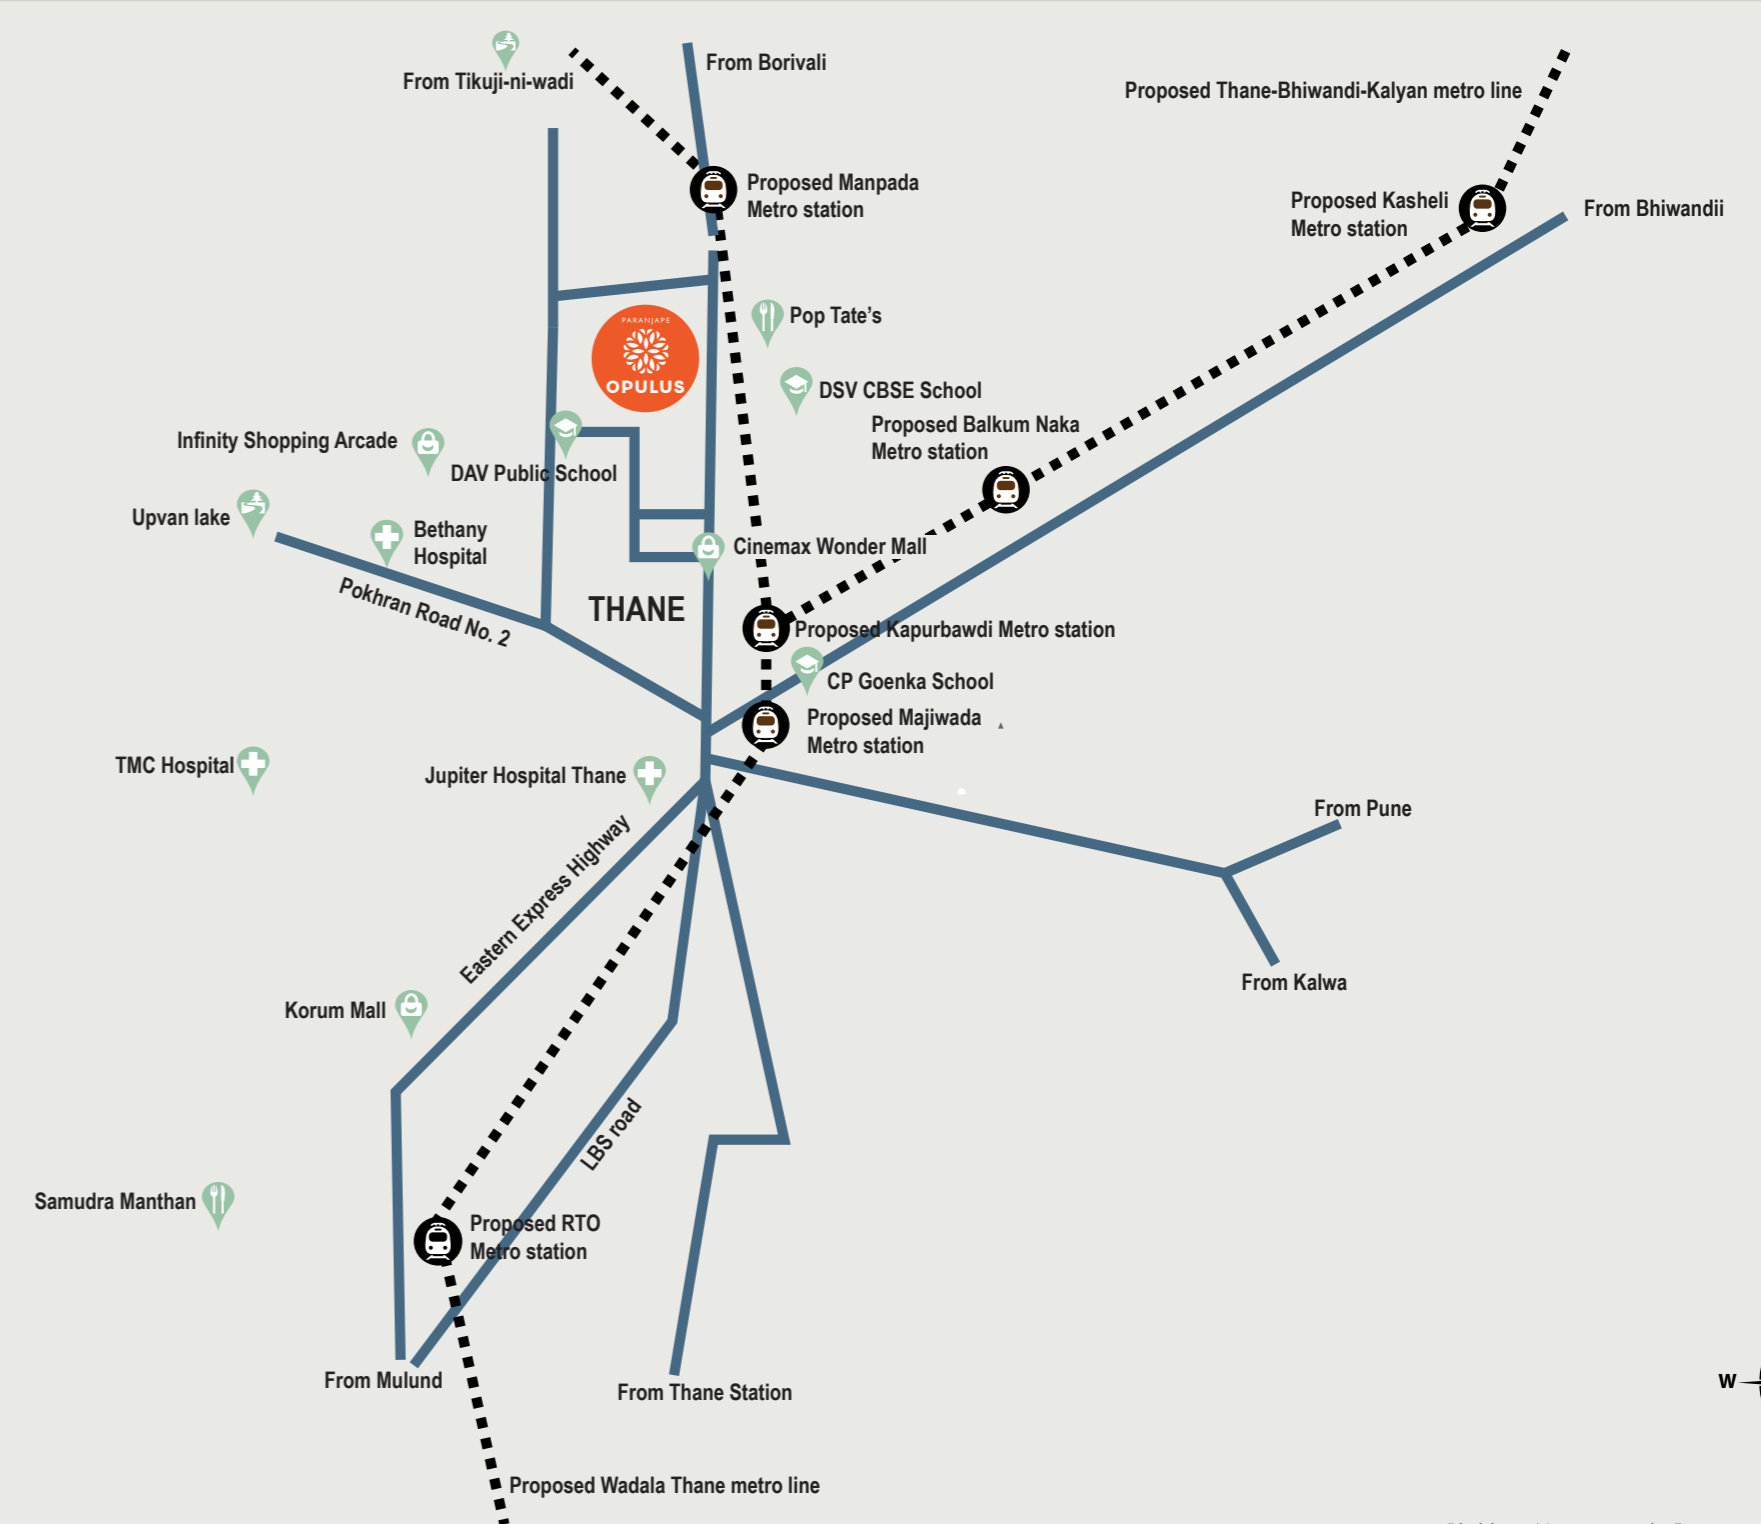 From Borivali
From Tikuji-ni-wadi
Proposed Thane-Bhiwandi-Kalyan metro line
Proposed Manpada
Metro station
Proposed Kasheli
Metro station
From Bhiwandii
PARANJAPE
OPULUS
Pop Tate's
DSV CBSE School
Proposed Balkum Naka
Metro station
Infinity Shopping Arcade
DAV Public School
Upvan lake
Bethany
Hospital
Cinemax Wonder Mall
Pokhran Road No. 2
THANE
Proposed Kapurbawdi Metro station
CP Goenka School
Proposed Majiwada
Metro station
TMC Hospital
Jupiter Hospital Thane
From Pune
Eastern Express Highway
From Kalwa
Korum Mall
LBS road
Samudra Manthan
Proposed RTO
Metro station
From Mulund
From Thane Station
W
Proposed Wadala Thane metro line